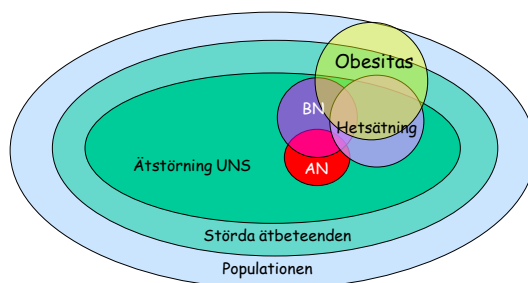 Obesitas
BN
Hetsätning
Ätstörning UNS
AN
Störda ätbeteenden
Populationen